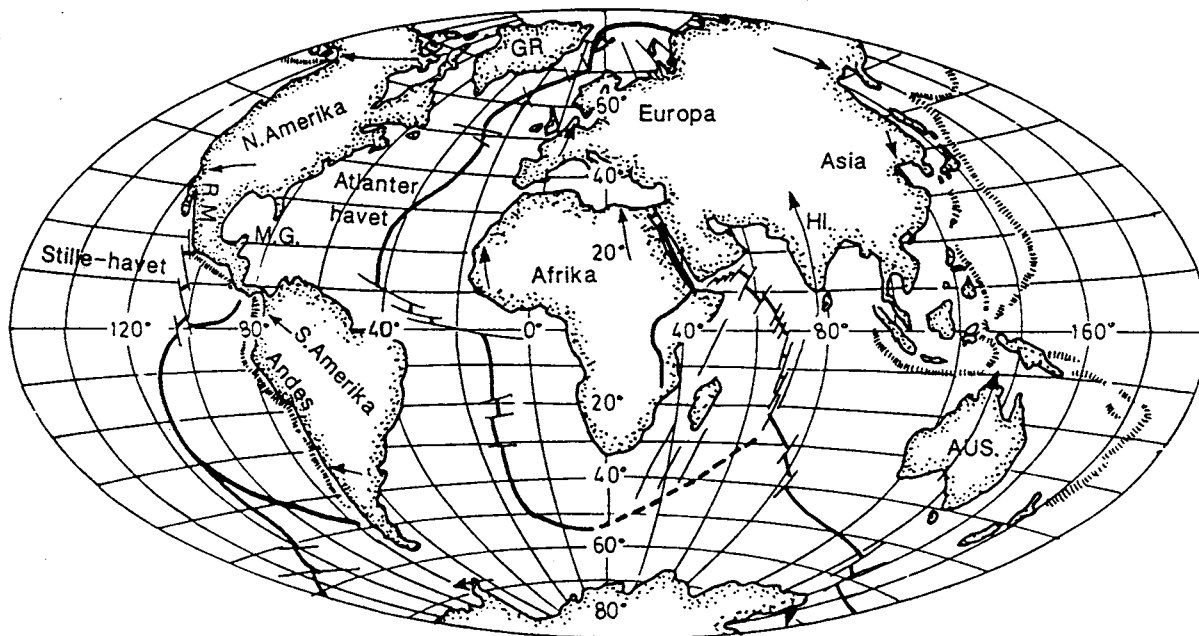 GR
60°
N.Amerika
Europa
Asia
40°
R.M.
Atlanter
havet
M.G.
HI.
20°
Stille-havet
Afrika
120°
80°
40°
0°
40°
80°
160°
S.Amerika
Andes
20°
AUS.
40°
60°
80°